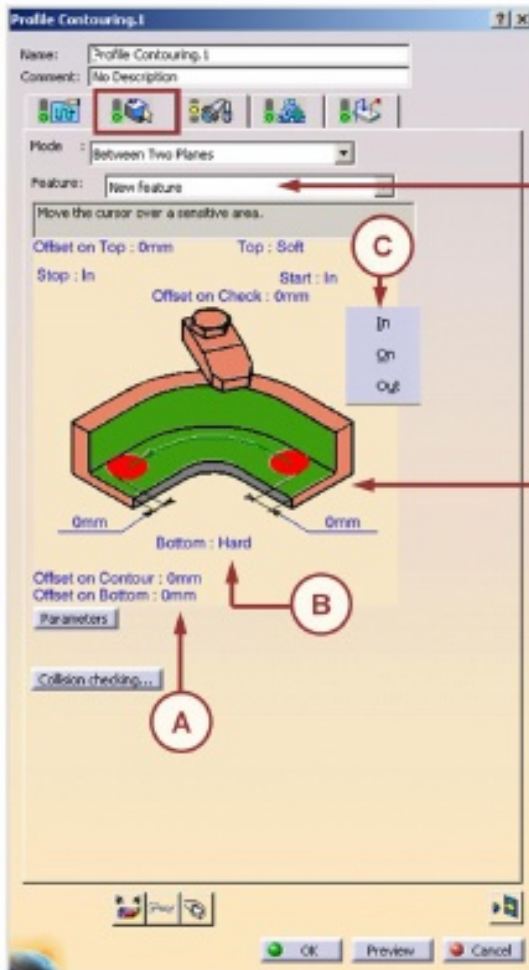 Profile Contouring.1
Name: Profile Contouring.1
Comment: No Description
Mode : Between Two Planes
Feature: New feature
Move the cursor over a sensitive area.
Offset on Top : 0mm Top : Soft
Stop : In Start : In
Offset on Check : 0mm
C
In
On
Out
0mm 0mm
Bottom : Hard
Offset on Contour : 0mm
Offset on Bottom : 0mm
B
Parameters
Collision checking...
A
OK Preview Cancel